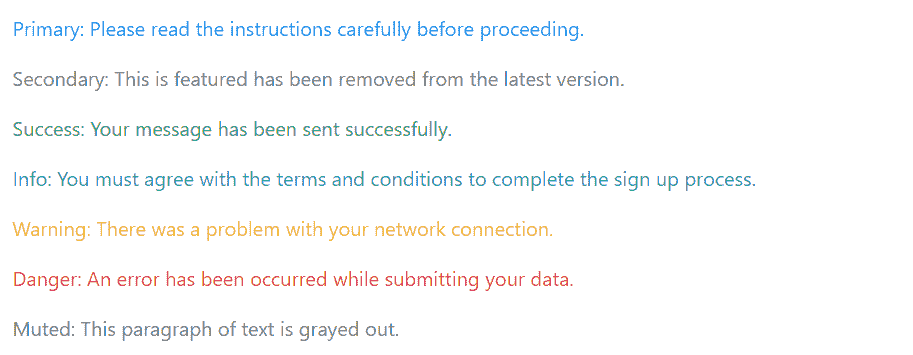 Primary: Please read the instructions carefully before proceeding.
Secondary: This is featured has been removed from the latest version.
Success: Your message has been sent successfully.
Info: You must agree with the terms and conditions to complete the sign up process.
Warning: There was a problem with your network connection.
Danger: An error has been occurred while submitting your data.
Muted: This paragraph of text is grayed out.